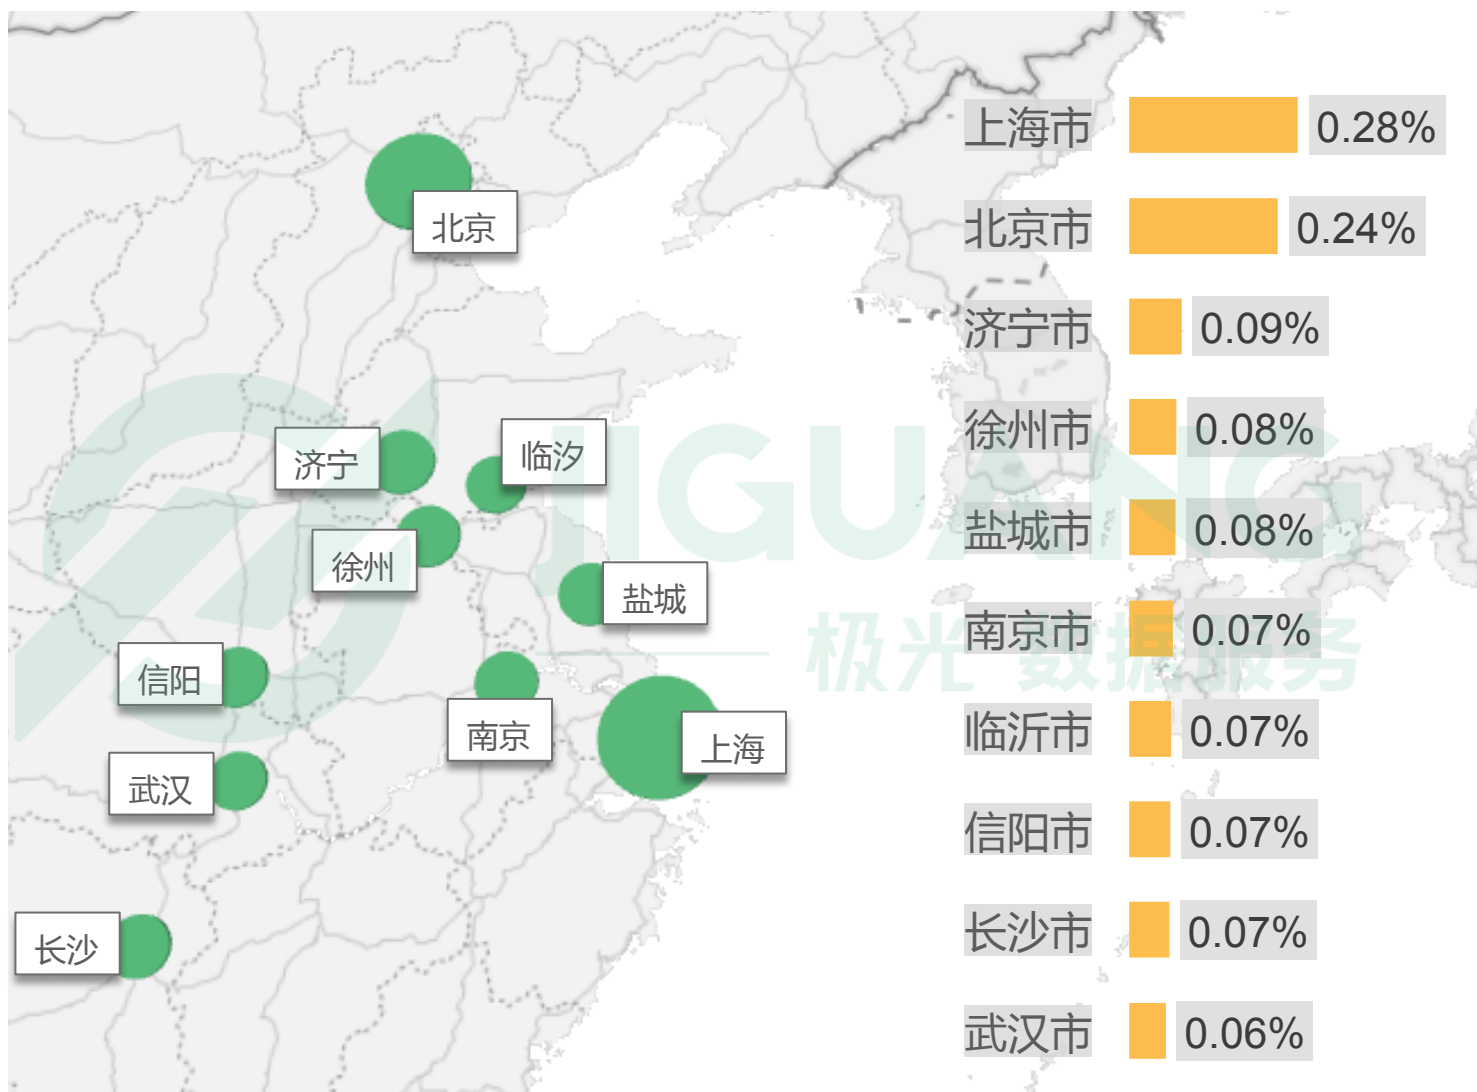 北京
济宁
临汐
徐州
盐城
信阳
南京
上海
武汉
长沙
上海市 0.28%
北京市 0.24%
济宁市 0.09%
徐州市 0.08%
盐城市 0.08%
南京市 0.07%
临沂市 0.07%
信阳市 0.07%
长沙市 0.07%
武汉市 0.06%
JIGUANG
极光 数据服务